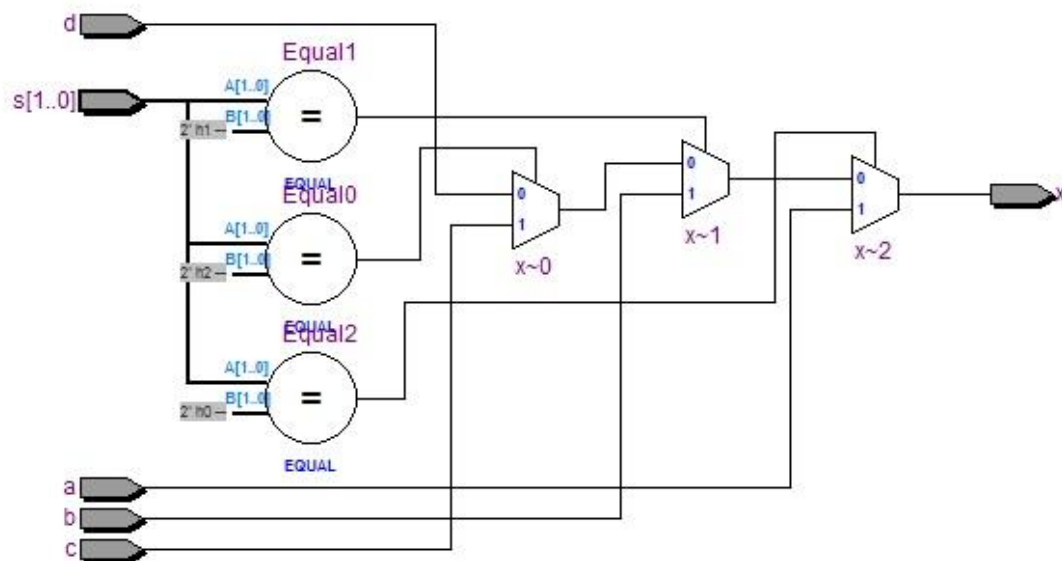 d
Equal1
s[1..0]
A[1..0]
B[1..0]
2' h1
=
EQUAL
Equal0
A[1..0]
B[1..0]
2' h2
=
EQUAL
Equal2
A[1..0]
B[1..0]
2' h0
=
EQUAL
0
1
x~0
0
1
x~1
0
1
x~2
x
a
b
c